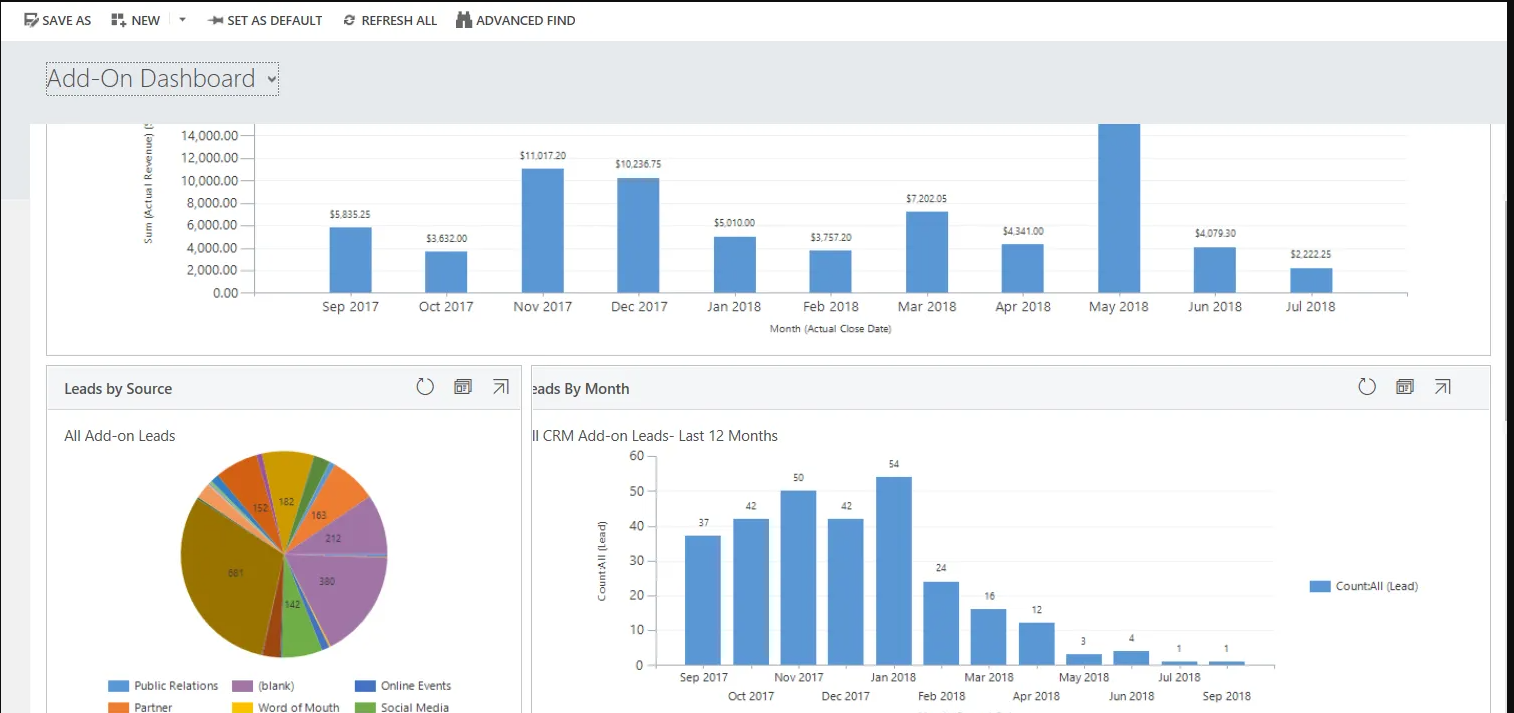 SAVE AS NEW SET AS DEFAULT REFRESH ALL ADVANCED FIND
Add-On Dashboard
Sum (Actual Revenue)
14,000.00
12,000.00
10,000.00
8,000.00
6,000.00
4,000.00
2,000.00
0.00
$5,835.25
$3,632.00
$11,017.20
$10,236.75
$5,010.00
$3,757.20
$7,202.05
$4,341.00
$4,079.30
$2,222.25
Sep 2017 Oct 2017 Nov 2017 Dec 2017 Jan 2018 Feb 2018 Mar 2018 Apr 2018 May 2018 Jun 2018 Jul 2018
Month (Actual Close Date)
Leads by Source
All Add-on Leads
152
182
163
212
380
142
661
Public Relations (blank) Online Events
Partner Word of Mouth Social Media
eads By Month
ll CRM Add-on Leads- Last 12 Months
Count:All (Lead)
60
50
40
30
20
10
0
37
42
50
42
54
24
16
12
3
4
1
1
Sep 2017 Nov 2017 Jan 2018 Mar 2018 May 2018 Jul 2018
Oct 2017 Dec 2017 Feb 2018 Apr 2018 Jun 2018 Sep 2018
Count:All (Lead)